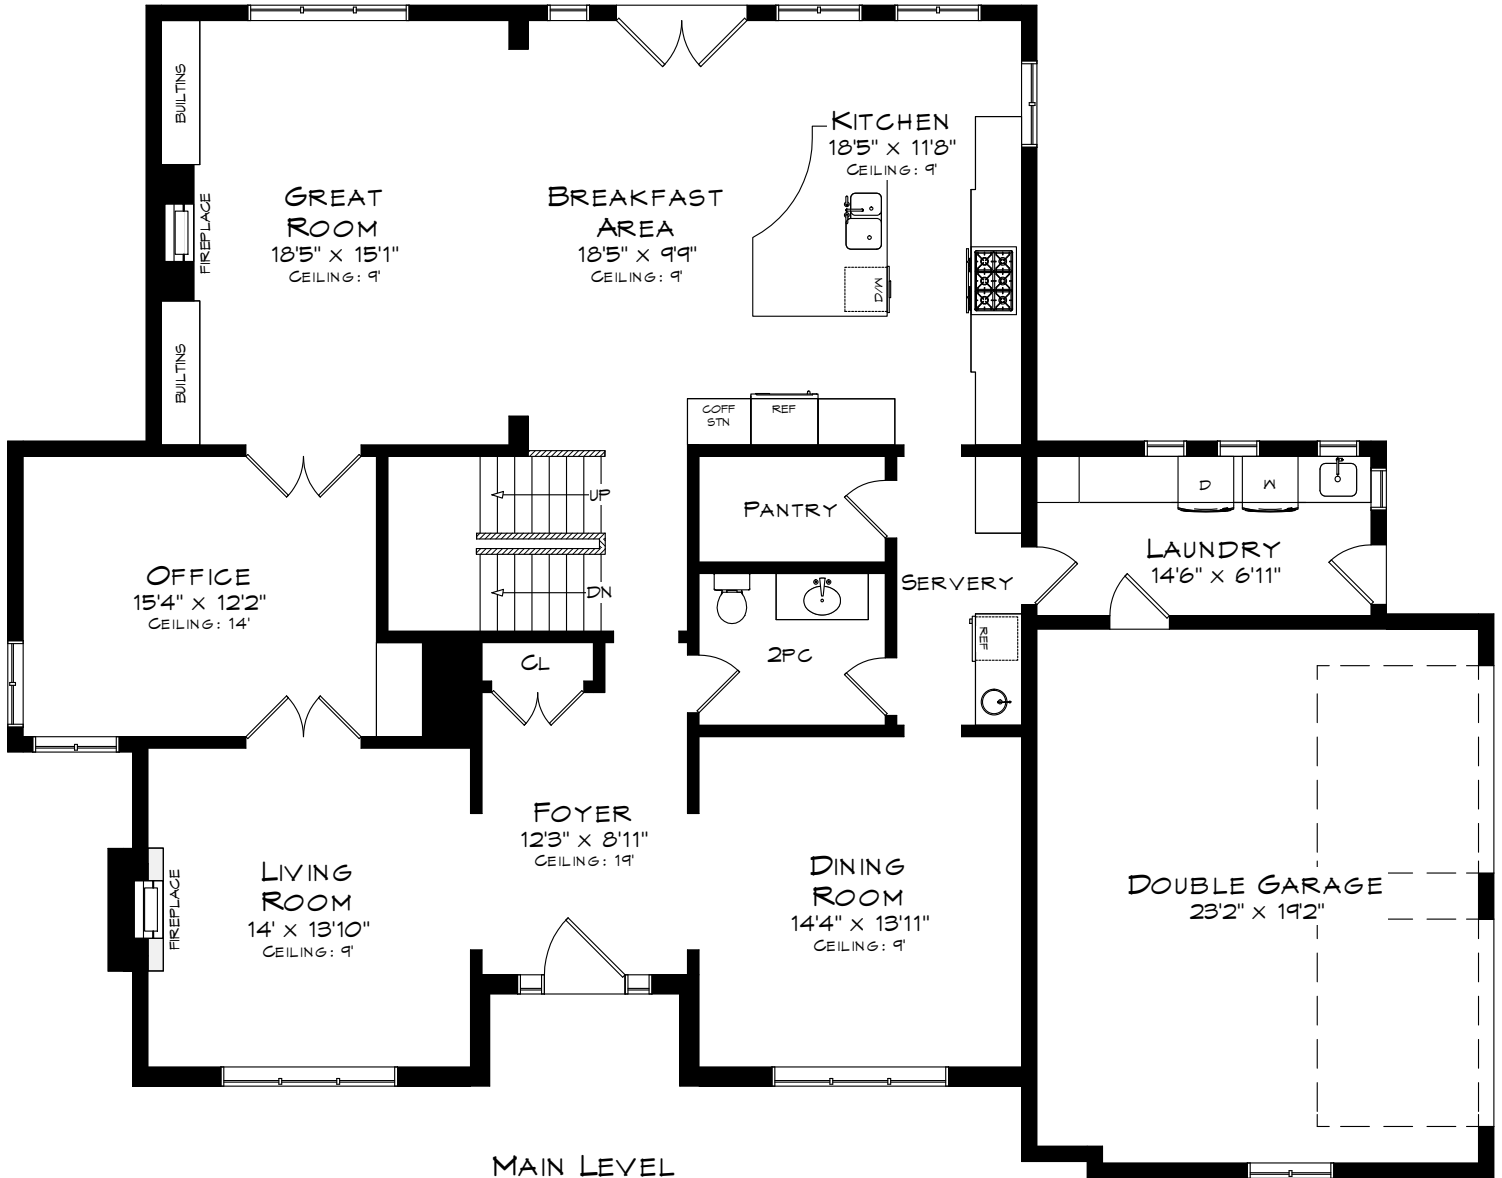 BUILTINS
KITCHEN
18'5" X 11'8"
CEILING: 9'
GREAT
ROOM
18'5" X 15'1"
CEILING: 9'
FIREPLACE
BREAKFAST
AREA
18'5" X 9'9"
CEILING: 9'
D/W
BUILTINS
COFF
STN
REF
UP
DN
PANTRY
D
W
LAUNDRY
14'6" X 6'11"
OFFICE
15'4" X 12'2"
CEILING: 14'
SERVERY
REF
CL
2PC
FOYER
12'3" X 8'11"
CEILING: 19'
LIVING
ROOM
14' X 13'10"
CEILING: 9'
FIREPLACE
DINING
ROOM
14'4" X 13'11"
CEILING: 9'
DOUBLE GARAGE
23'2" X 19'2"
MAIN LEVEL